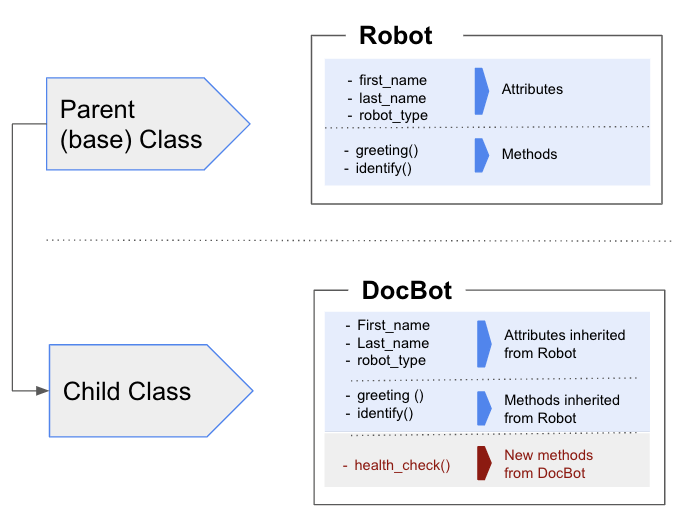 Robot
Parent
(base) Class
- first_name
- last_name
- robot_type
Attributes
- greeting()
- identify()
Methods
DocBot
Child Class
- First_name
- Last_name
- robot_type
Attributes inherited
from Robot
- greeting ()
- identify()
Methods inherited
from Robot
- health_check()
New methods
from DocBot